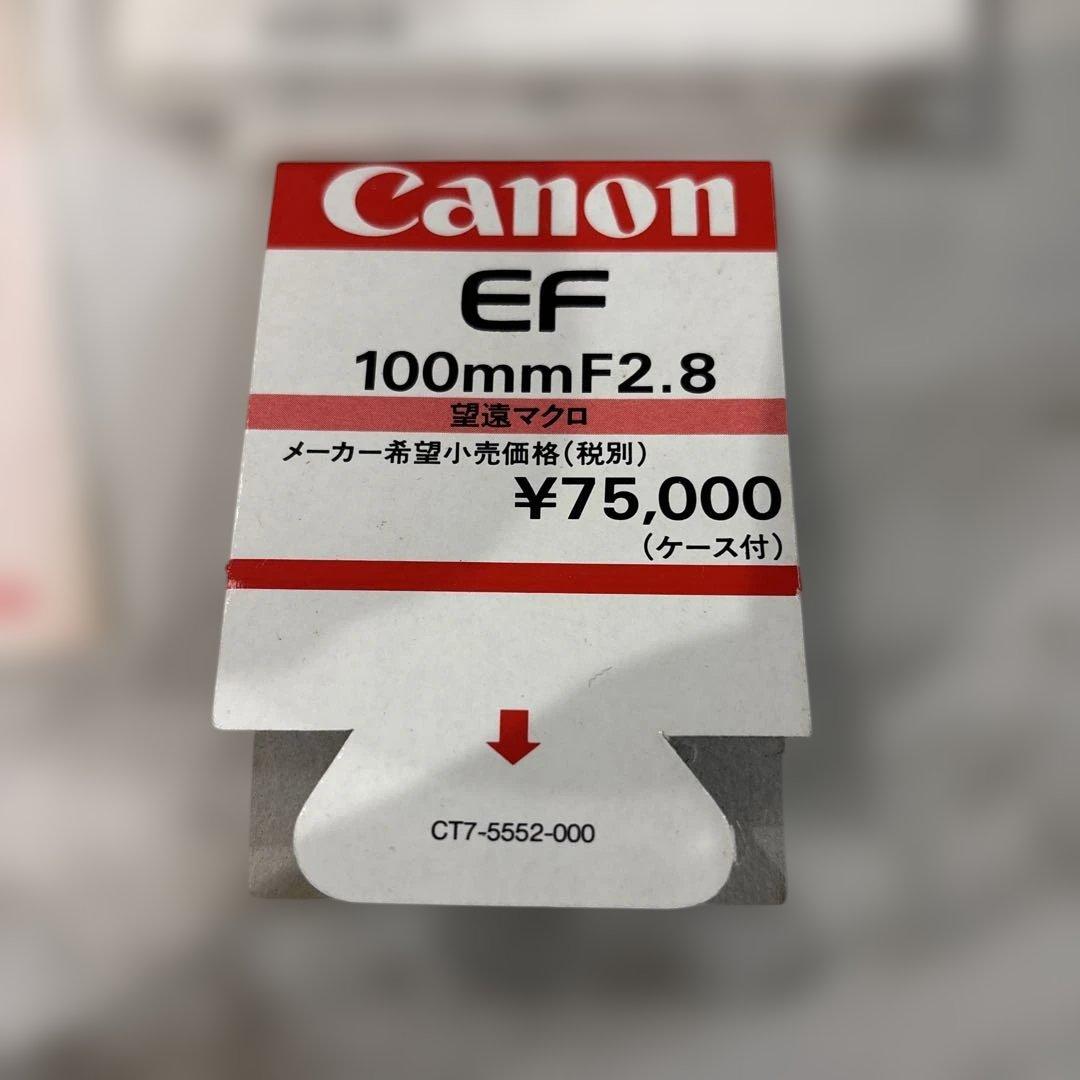 Canon
EF
100mmF2.8
望遠マクロ
メーカー希望小売価格(税別)
¥75,000
(ケース付)
CT7-5552-000